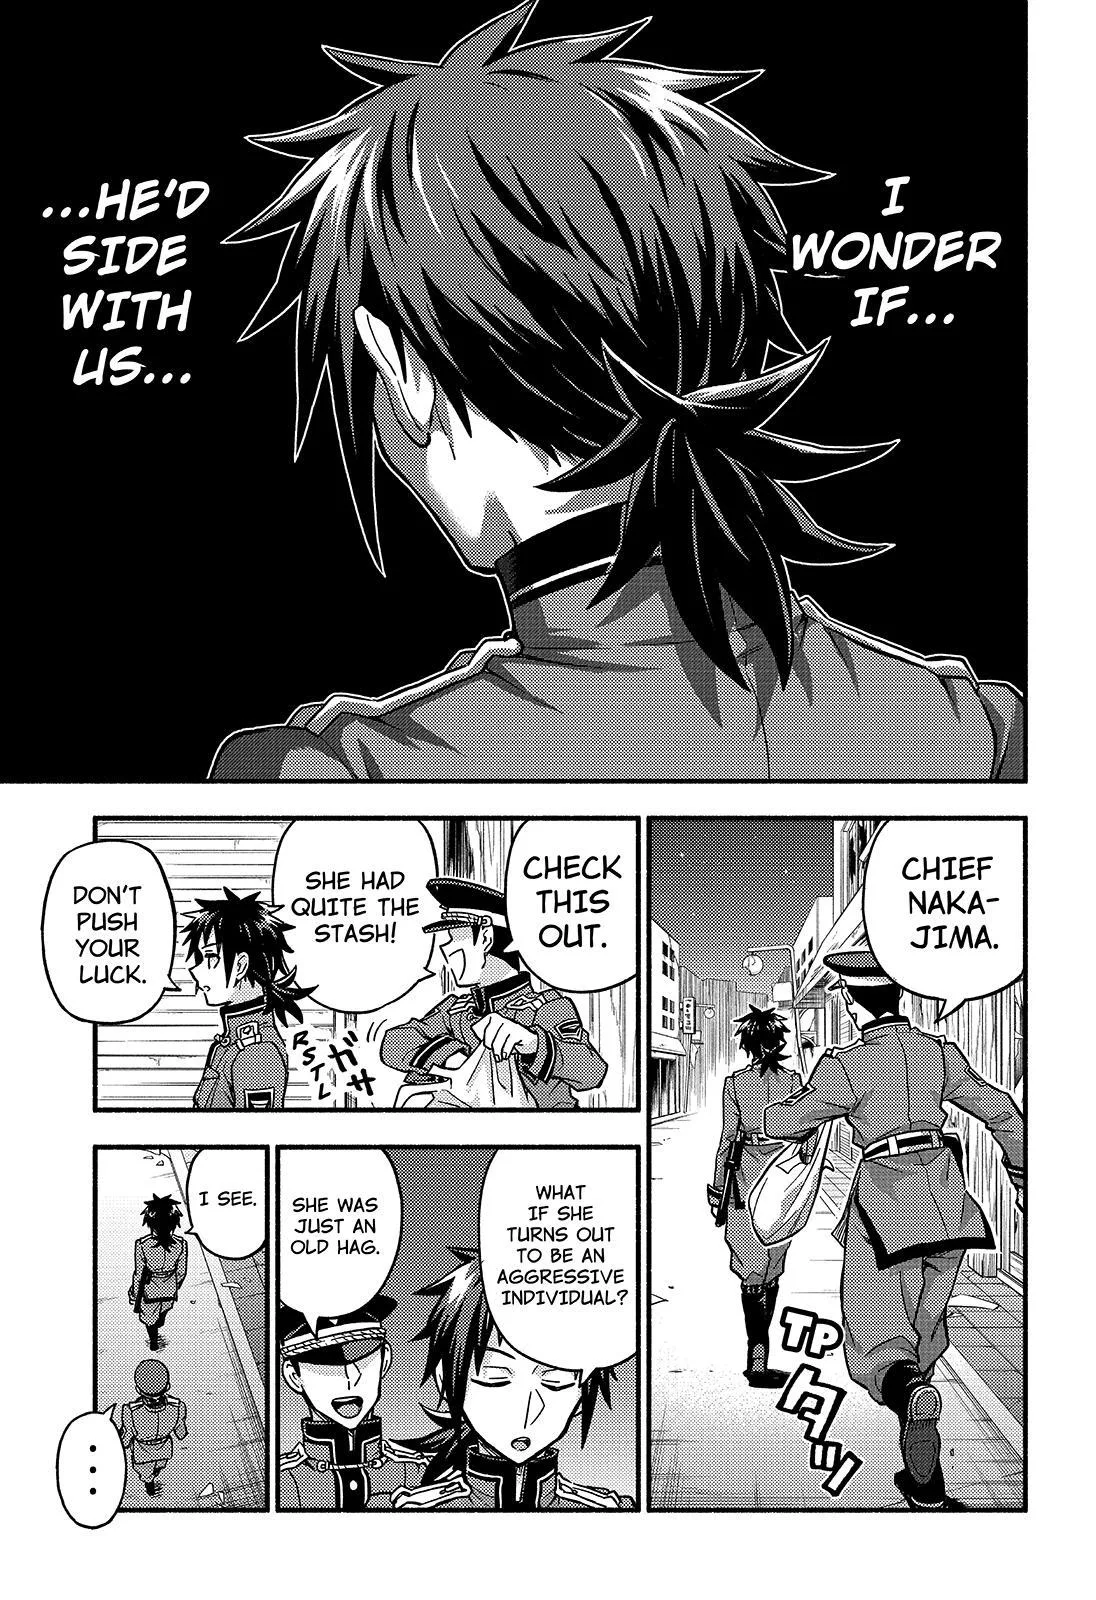 I
WONDER
IF...
...HE'D
SIDE
WITH
US...
CHIEF
NAKA-
JIMA.
TP
タタッ
CHECK
THIS
OUT.
SHE HAD
QUITE THE
STASH!
RSTL
ガサ
DON'T
PUSH
YOUR
LUCK.
WHAT
IF SHE
TURNS OUT
TO BE AN
AGGRESSIVE
INDIVIDUAL?
SHE WAS
JUST AN
OLD HAG.
I SEE.
...